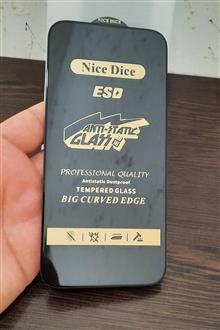 Nice Dice
Nice Dice
ESD
ANTI-STATIC
GLASS
PROFESSIONAL QUALITY
Antistatic Dustproof
TEMPERED GLASS
BIG CURVED EDGE